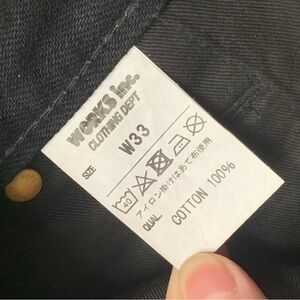 WORKS inc.
CLOTHING DEPT
SIZE W33
40
アイロン掛けはあて布使用
QUAL. COTTON 100%